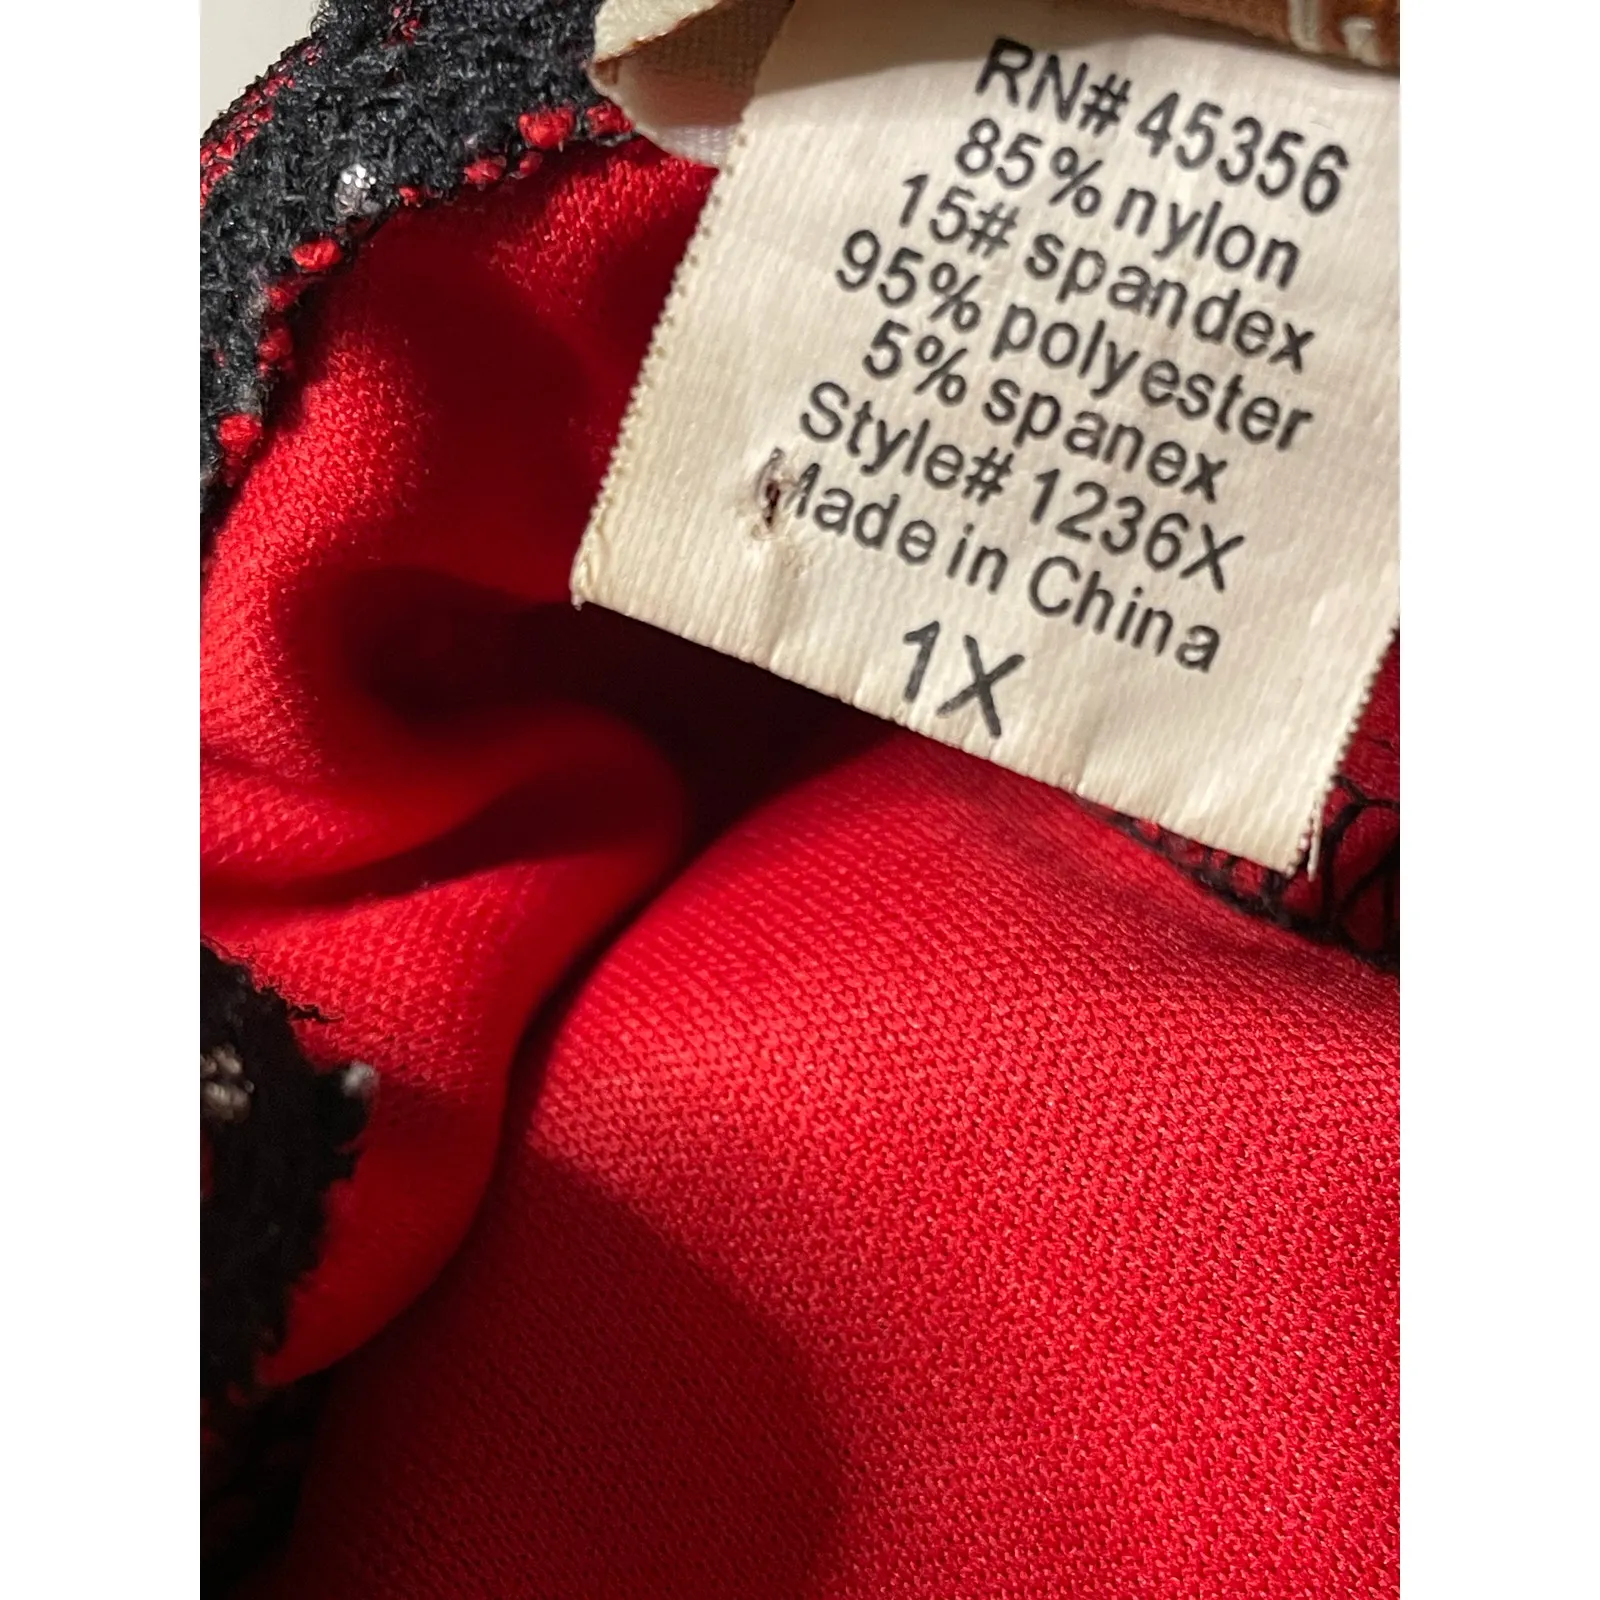 RN# 45356
85% nylon
15# spandex
95% polyester
5% spanex
Style# 1236X
Made in China
1X